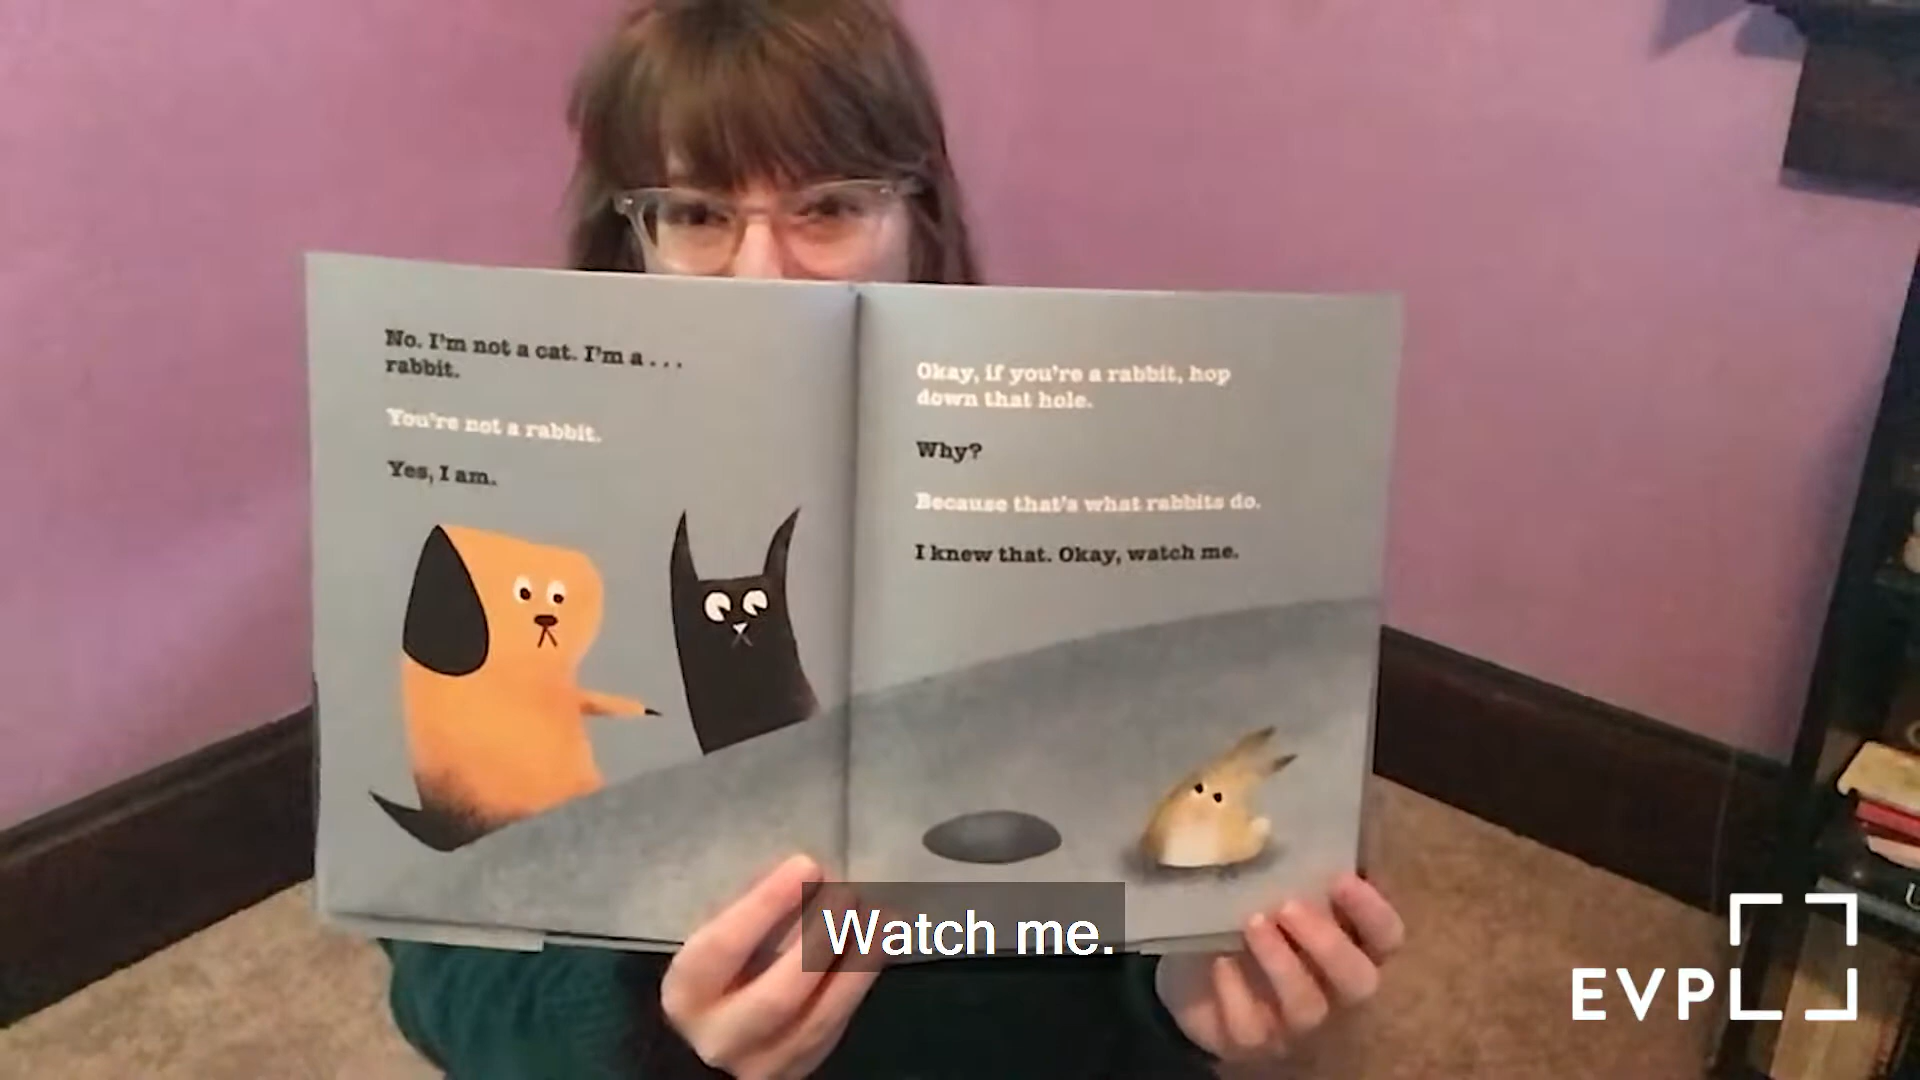 No. I'm not a cat. I'm a . . .
rabbit.
You're not a rabbit.
Yes, I am.
Okay, if you're a rabbit, hop
down that hole.
Why?
Because that's what rabbits do.
I knew that. Okay, watch me.
Watch me.
EVPL